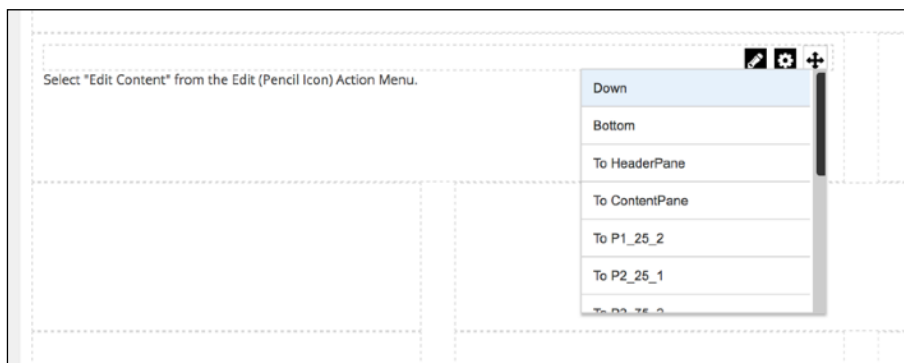 Select "Edit Content" from the Edit (Pencil Icon) Action Menu.
Down
Bottom
To HeaderPane
To ContentPane
To P1_25_2
To P2_25_1